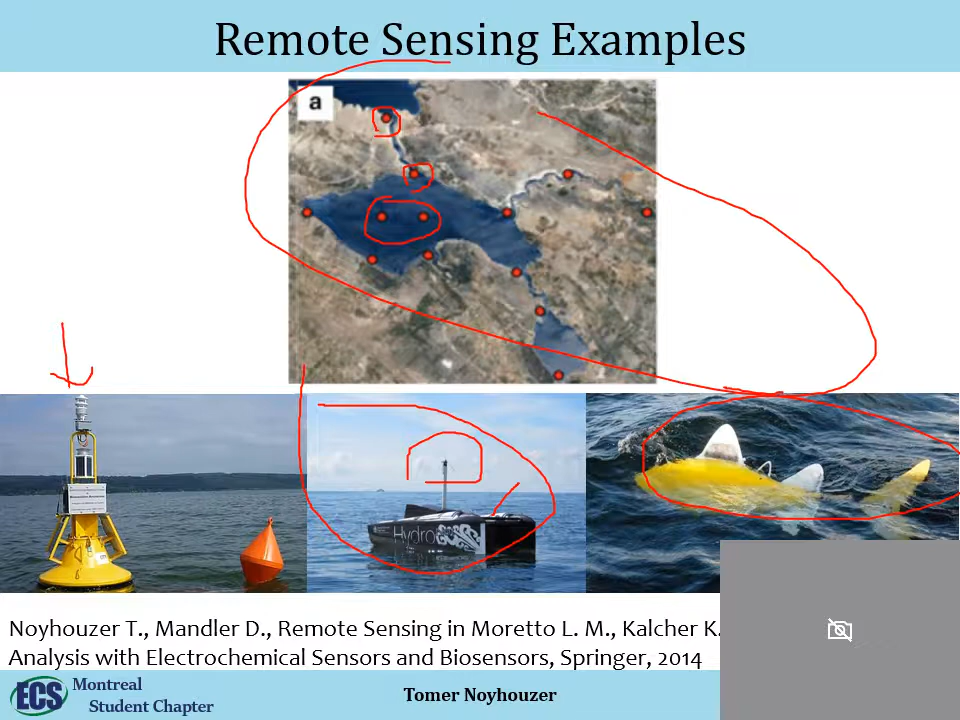 Remote Sensing Examples
a
Hydro
Noyhouzer T., Mandler D., Remote Sensing in Moretto L. M., Kalcher K.
Analysis with Electrochemical Sensors and Biosensors, Springer, 2014
ECS Montreal
Student Chapter
Tomer Noyhouzer